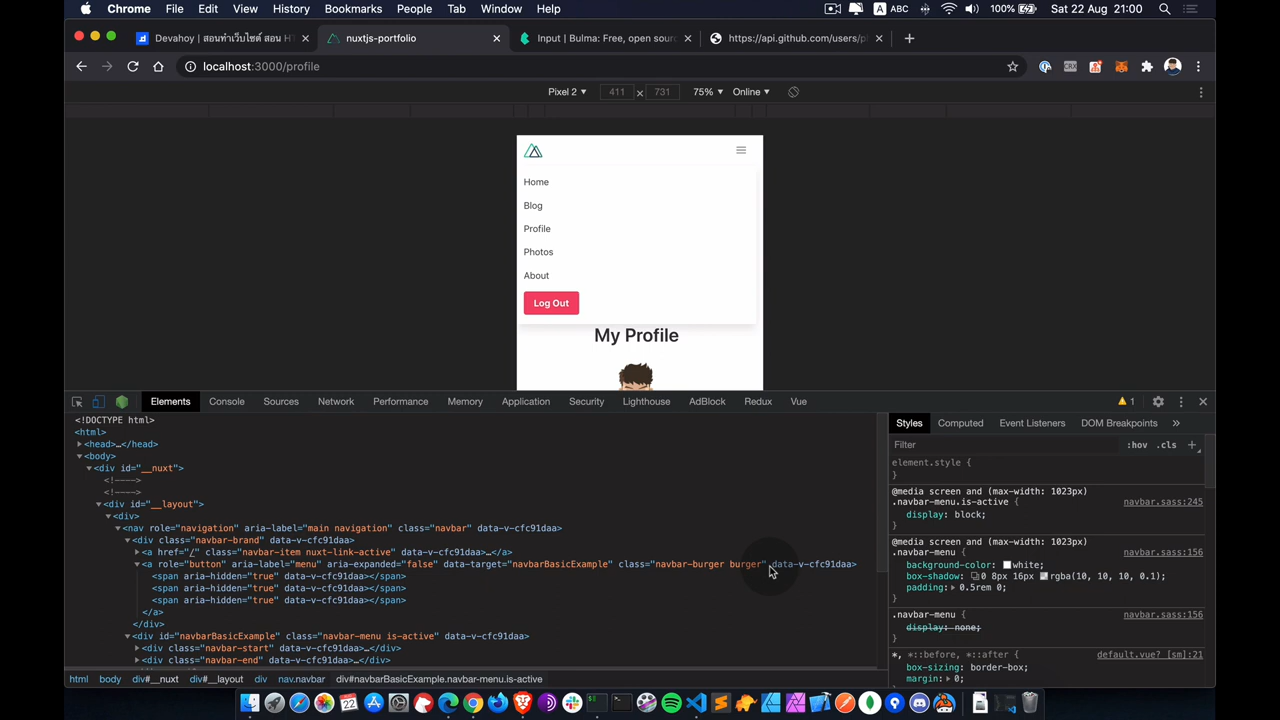 Chrome File Edit View History Bookmarks People Tab Window Help A ABC 100% Sat 22 Aug 21:00
Devahoy | สอนทำเว็บไซต์ สอน HT nuxtjs-portfolio Input | Bulma: Free, open sour https://api.github.com/users/
localhost:3000/profile CRX
Pixel 2 411 × 731 75% Online
Home
Blog
Profile
Photos
About
Log Out
My Profile
Elements Console Sources Network Performance Memory Application Security Lighthouse AdBlock Redux Vue 1
<!DOCTYPE html>
<html>
<head>…</head>
<body>
<div id="__nuxt">
<!---->
<!---->
<div id="__layout">
<div>
<nav role="navigation" aria-label="main navigation" class="navbar" data-v-cfc91daa>
<div class="navbar-brand" data-v-cfc91daa>
<a href="/" class="navbar-item nuxt-link-active" data-v-cfc91daa>…</a>
<a role="button" aria-label="menu" aria-expanded="false" data-target="navbarBasicExample" class="navbar-burger burger" data-v-cfc91daa>
<span aria-hidden="true" data-v-cfc91daa></span>
<span aria-hidden="true" data-v-cfc91daa></span>
<span aria-hidden="true" data-v-cfc91daa></span>
</a>
</div>
<div id="navbarBasicExample" class="navbar-menu is-active" data-v-cfc91daa>
<div class="navbar-start" data-v-cfc91daa>…</div>
<div class="navbar-end" data-v-cfc91daa>…</div>
html body div#__nuxt div#__layout div nav.navbar div#navbarBasicExample.navbar-menu.is-active
Styles Computed Event Listeners DOM Breakpoints »
Filter :hov .cls +
element.style {
}
@media screen and (max-width: 1023px)
.navbar-menu.is-active { navbar.sass:245
display: block;
}
@media screen and (max-width: 1023px)
.navbar-menu { navbar.sass:156
background-color: white;
box-shadow: 0 8px 16px rgba(10, 10, 10, 0.1);
padding: 0.5rem 0;
}
.navbar-menu { navbar.sass:156
display: none;
}
*, *::before, *::after { default.vue? [sm]:21
box-sizing: border-box;
margin: 0;
22